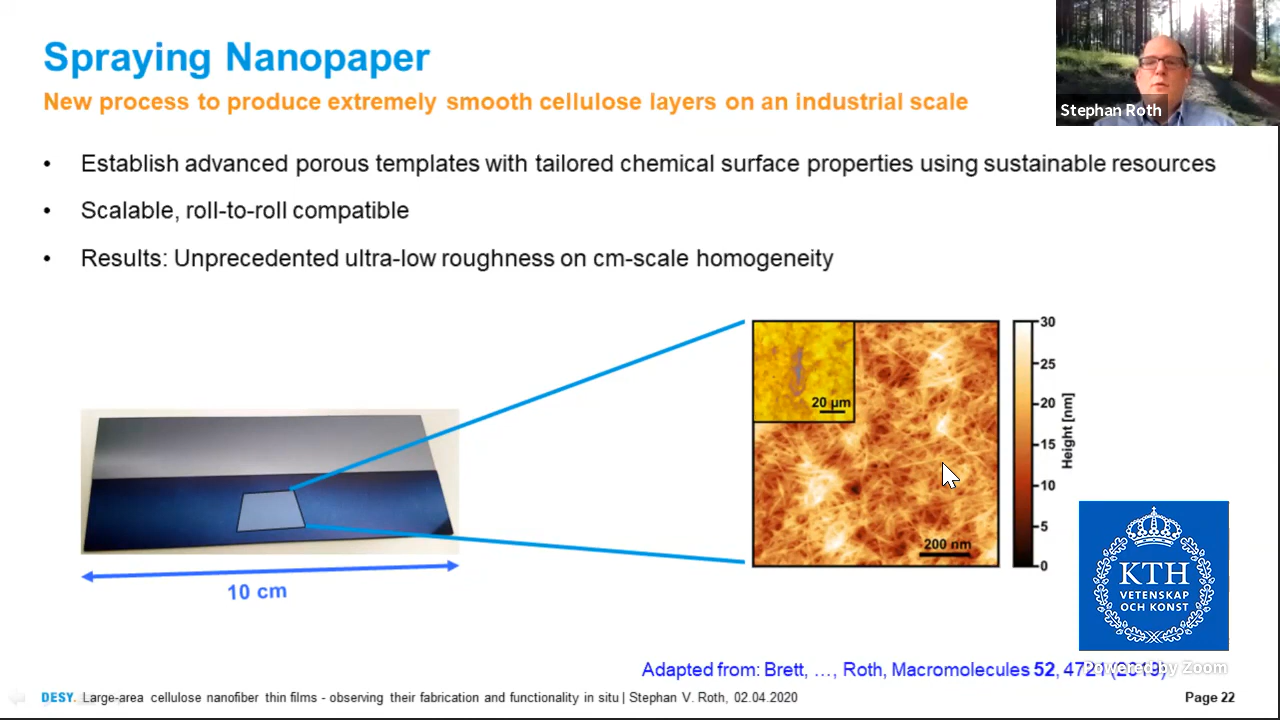 Spraying Nanopaper
New process to produce extremely smooth cellulose layers on an industrial scale
Stephan Roth
• Establish advanced porous templates with tailored chemical surface properties using sustainable resources
• Scalable, roll-to-roll compatible
• Results: Unprecedented ultra-low roughness on cm-scale homogeneity
10 cm
20 µm
200 nm
30
25
20
15
10
5
0
Height [nm]
KTH
VETENSKAP
OCH KONST
Adapted from: Brett, …, Roth, Macromolecules 52, 4721 (2019)
Powered by Zoom
DESY. Large-area cellulose nanofiber thin films - observing their fabrication and functionality in situ | Stephan V. Roth, 02.04.2020
Page 22